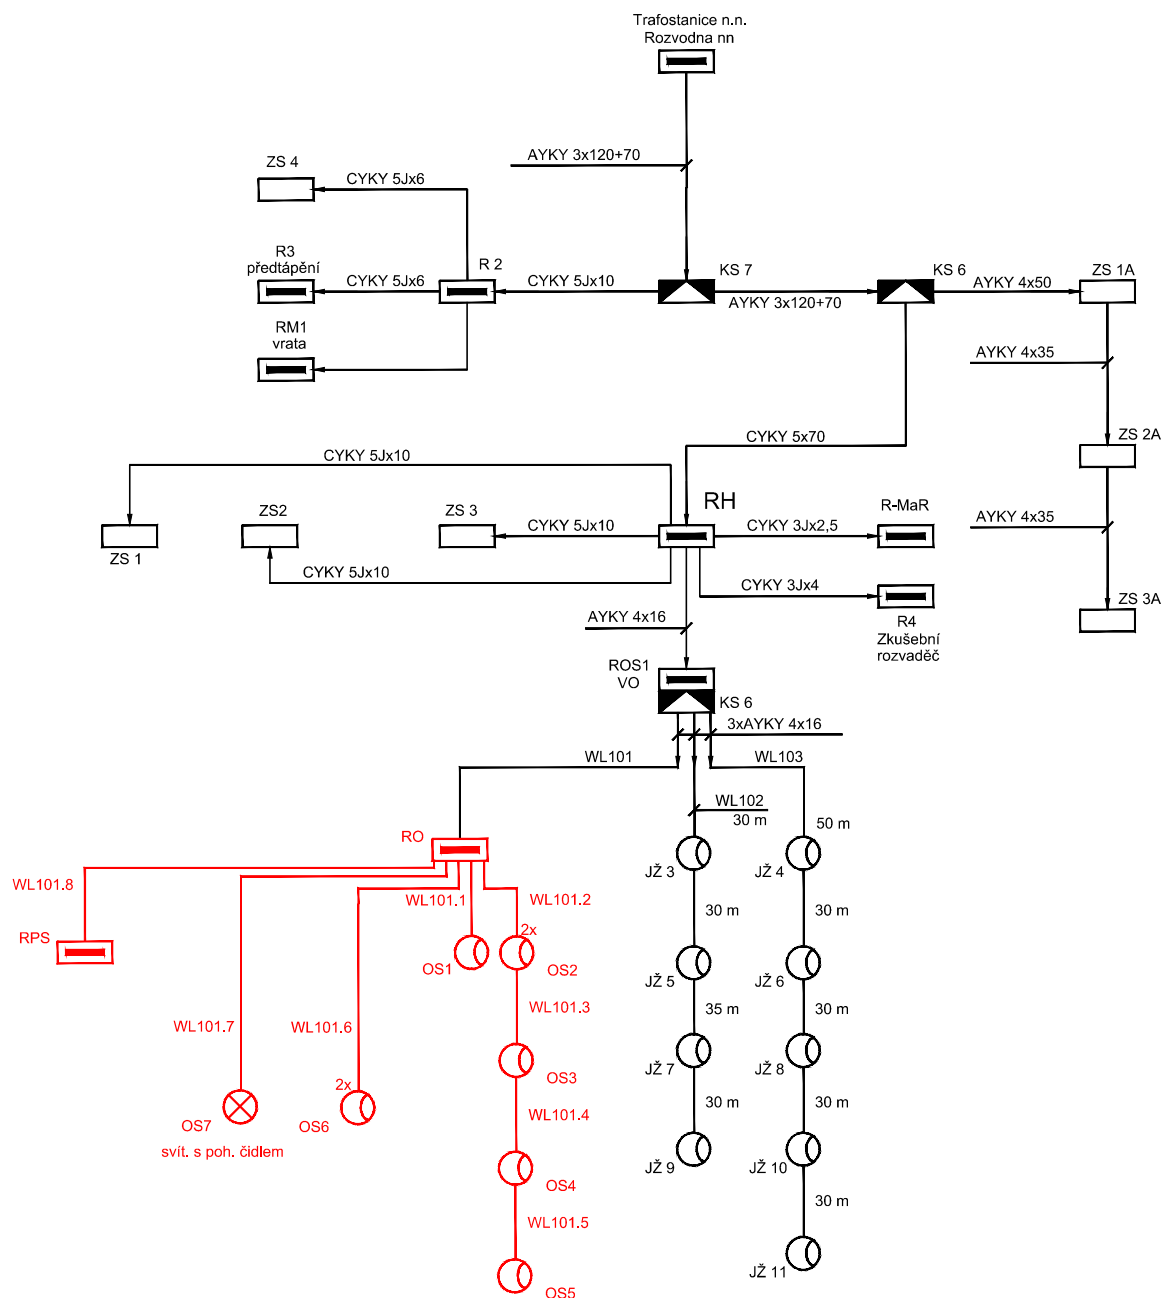 Trafostanice n.n.
Rozvodna nn
AYKY 3x120+70
ZS 4
CYKY 5Jx6
R3
předtápění
CYKY 5Jx6
R 2
CYKY 5Jx10
KS 7
AYKY 3x120+70
KS 6
AYKY 4x50
ZS 1A
RM1
vrata
AYKY 4x35
CYKY 5x70
ZS 2A
CYKY 5Jx10
RH
ZS2
ZS 3
CYKY 5Jx10
CYKY 3Jx2,5
R-MaR
AYKY 4x35
ZS 1
CYKY 5Jx10
CYKY 3Jx4
ZS 3A
AYKY 4x16
R4
Zkušební
rozvaděč
ROS1
VO
KS 6
3xAYKY 4x16
WL101
WL103
WL102
30 m
50 m
RO
JŽ 3
JŽ 4
WL101.8
WL101.1
WL101.2
30 m
30 m
RPS
2x
OS1
OS2
JŽ 5
JŽ 6
WL101.7
WL101.6
WL101.3
35 m
30 m
OS3
JŽ 7
JŽ 8
2x
OS7
OS6
WL101.4
30 m
30 m
svít. s poh. čidlem
OS4
JŽ 9
JŽ 10
WL101.5
30 m
JŽ 11
OS5